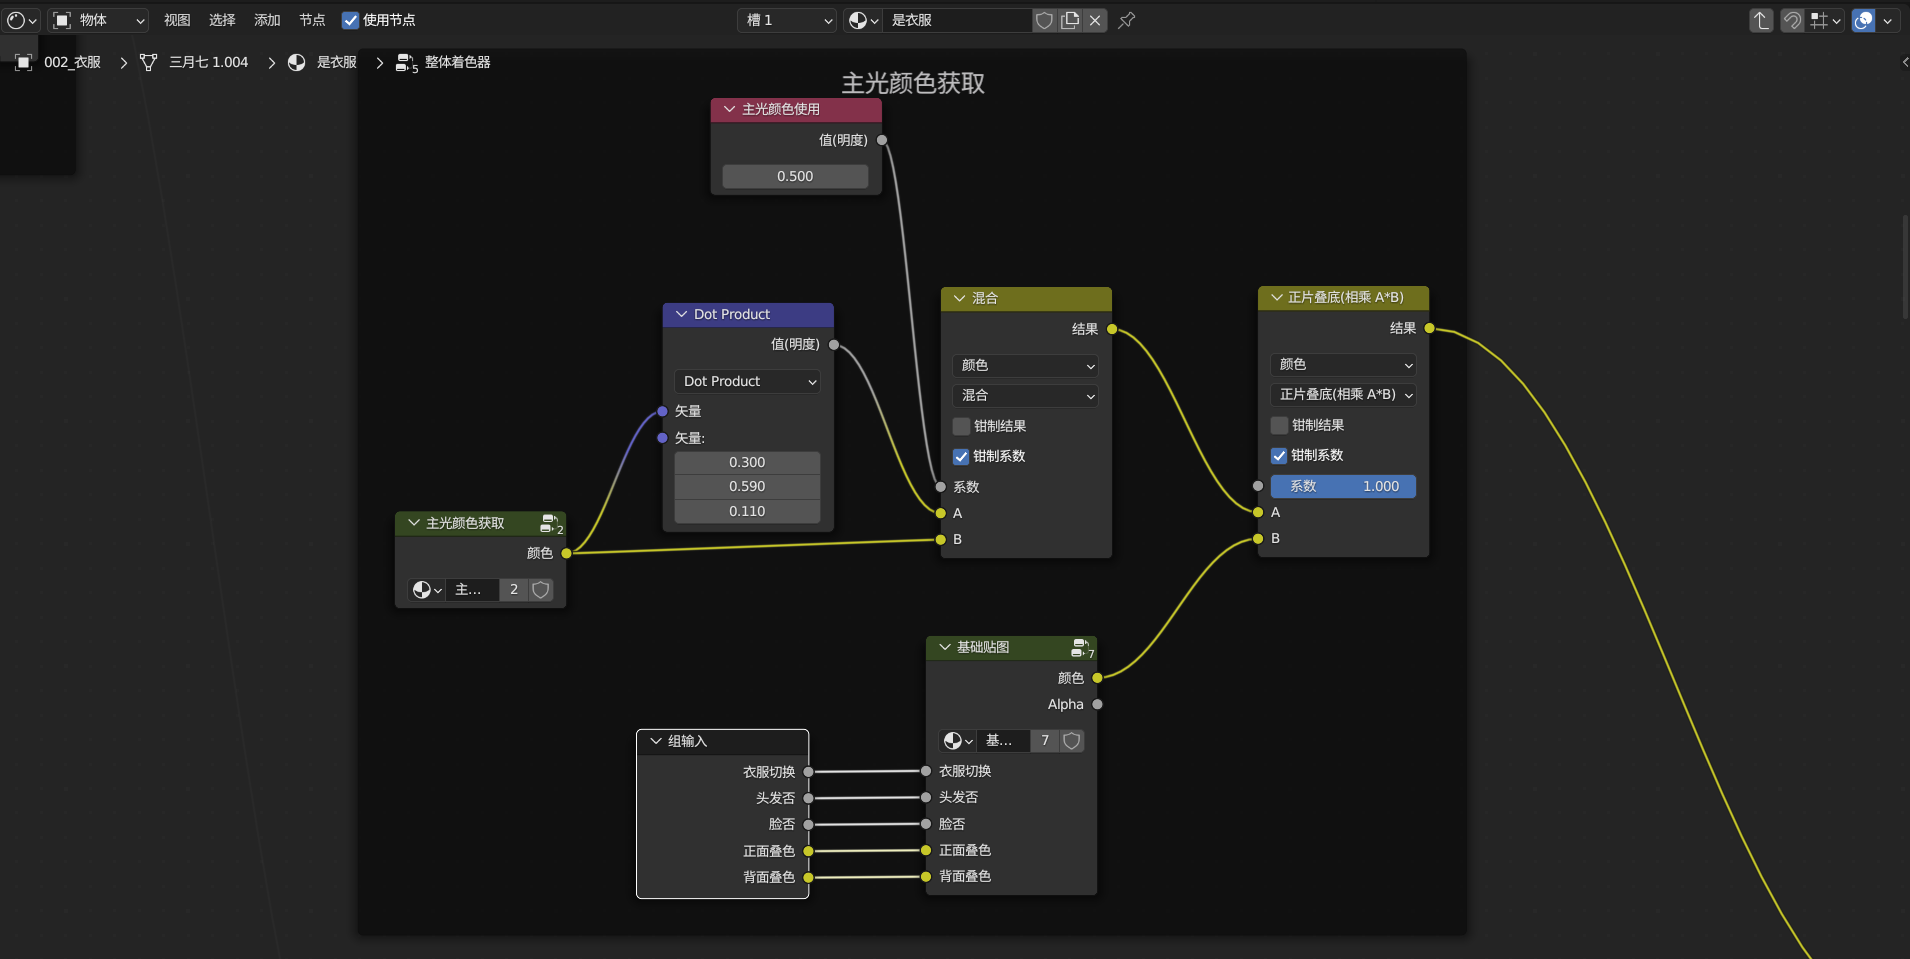 物体 视图 选择 添加 节点 使用节点 槽 1 是衣服
002_衣服 三月七 1.004 是衣服 5 整体着色器
主光颜色获取
主光颜色使用
值(明度)
0.500
Dot Product
值(明度)
Dot Product
矢量
矢量:
0.300
0.590
0.110
混合
结果
颜色
混合
钳制结果
钳制系数
系数
A
B
正片叠底(相乘 A*B)
结果
颜色
正片叠底(相乘 A*B)
钳制结果
钳制系数
系数 1.000
A
B
主光颜色获取 2
颜色
主... 2
基础贴图 7
颜色
Alpha
基... 7
衣服切换
头发否
脸否
正面叠色
背面叠色
组输入
衣服切换
头发否
脸否
正面叠色
背面叠色